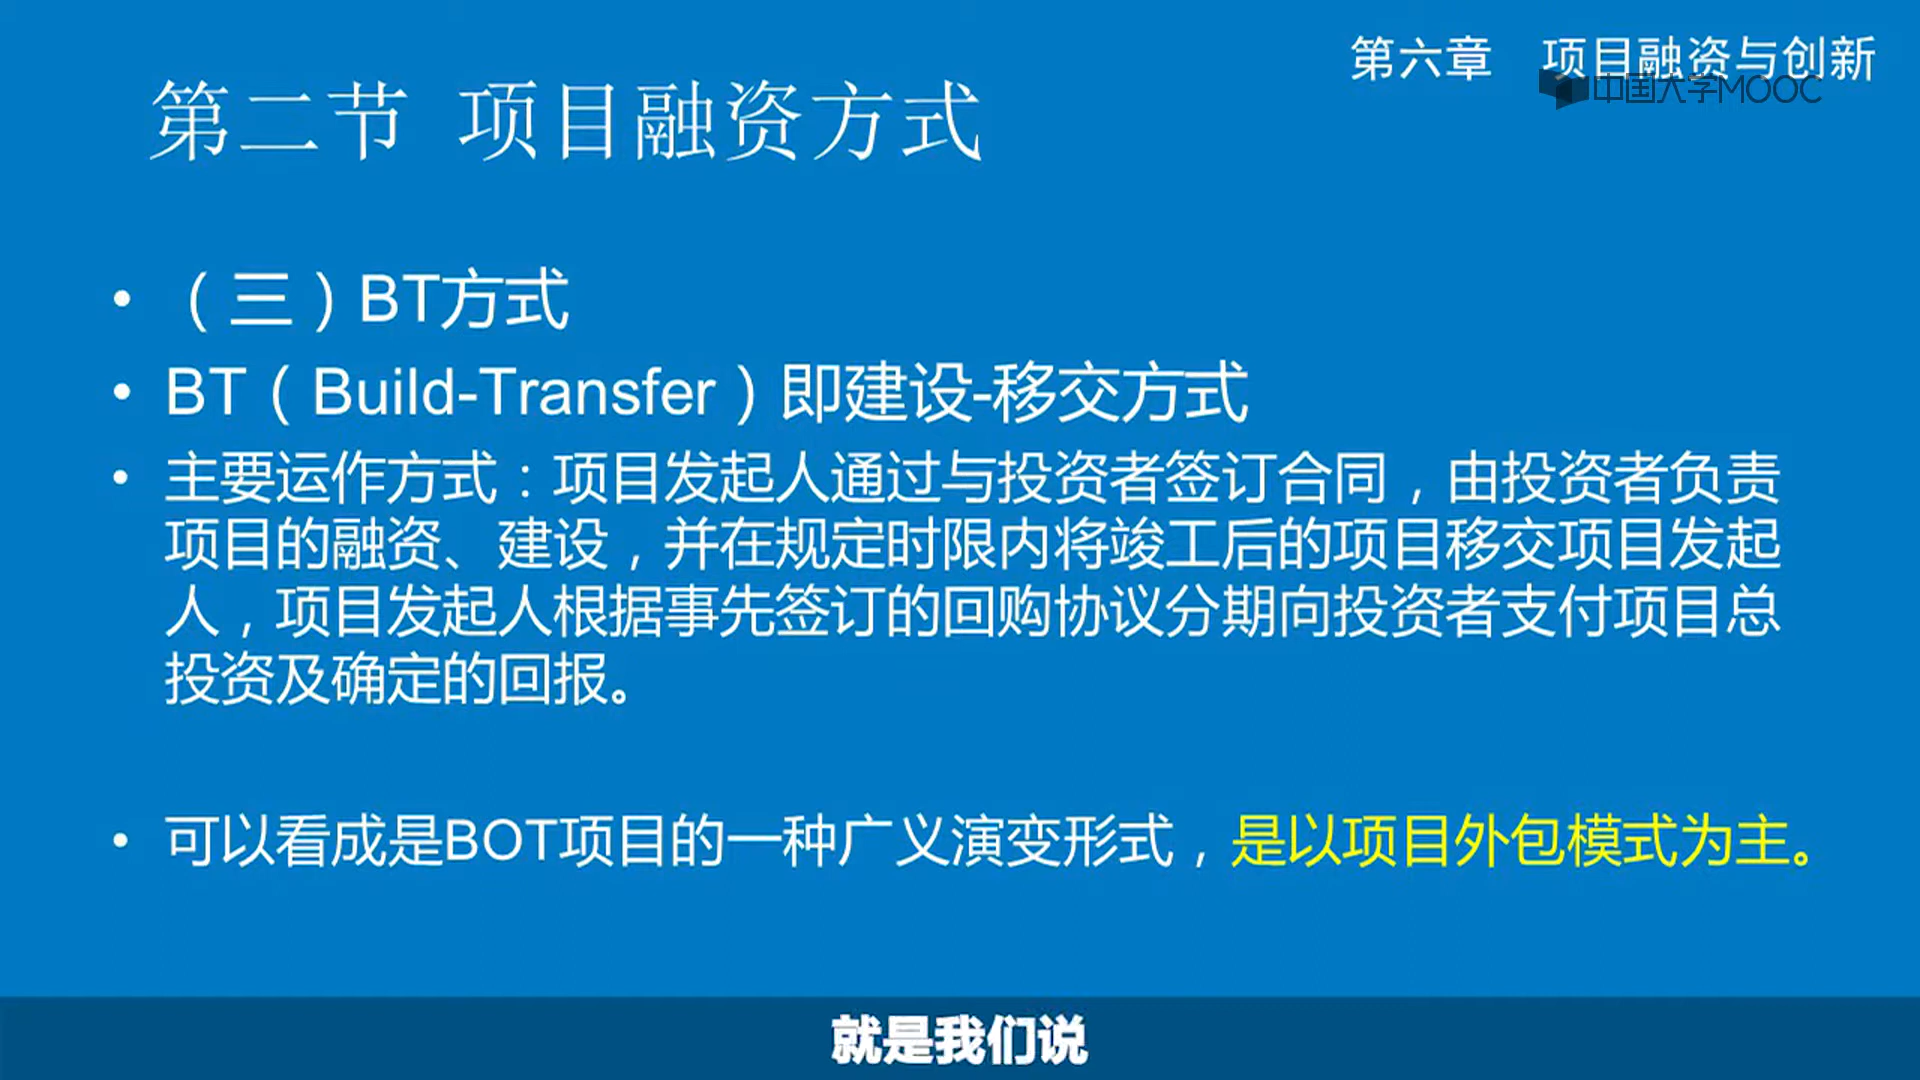 第六章 项目融资与创新
中国大学MOOC
第二节 项目融资方式
• （三）BT方式
• BT（Build-Transfer）即建设-移交方式
• 主要运作方式：项目发起人通过与投资者签订合同，由投资者负责
项目的融资、建设，并在规定时限内将竣工后的项目移交项目发起
人，项目发起人根据事先签订的回购协议分期向投资者支付项目总
投资及确定的回报。
• 可以看成是BOT项目的一种广义演变形式，是以项目外包模式为主。
就是我们说